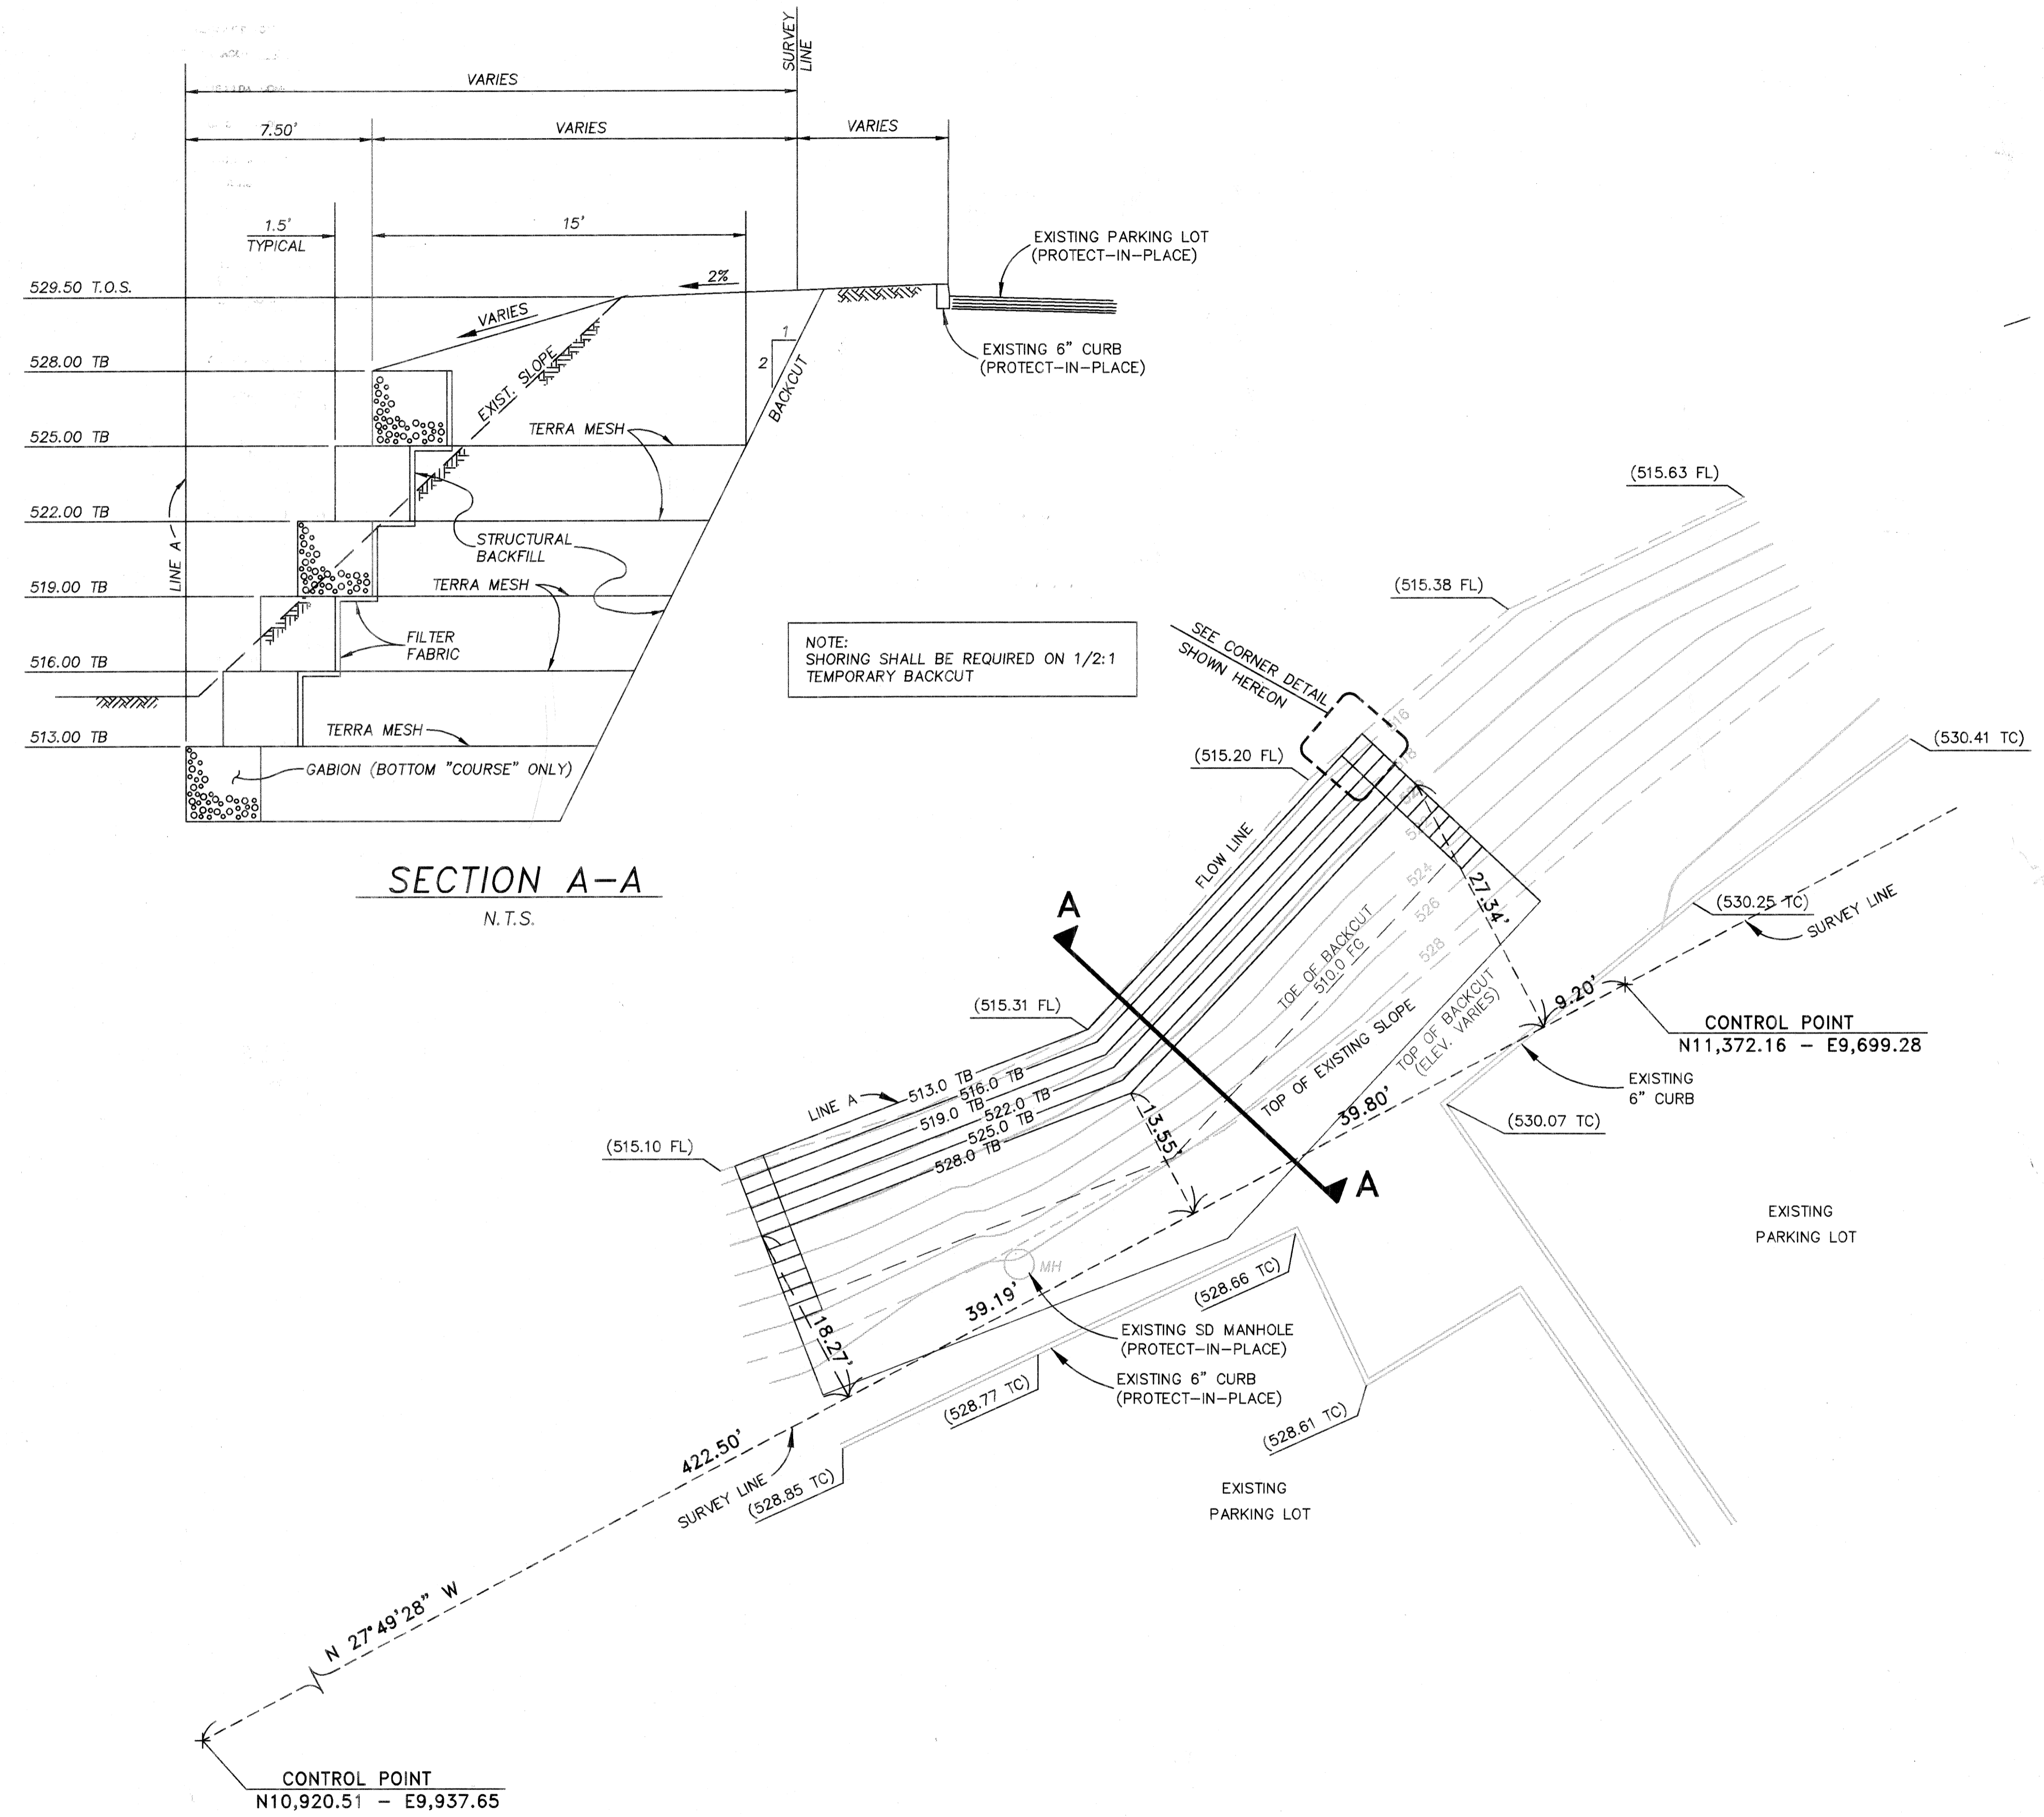 SURVEY
LINE
VARIES
7.50'
VARIES
VARIES
1.5'
TYPICAL
15'
EXISTING PARKING LOT
(PROTECT-IN-PLACE)
2%
529.50 T.O.S.
VARIES
1
2
BACKCUT
EXISTING 6" CURB
(PROTECT-IN-PLACE)
528.00 TB
EXIST. SLOPE
525.00 TB
TERRA MESH
522.00 TB
LINE A
STRUCTURAL
BACKFILL
519.00 TB
TERRA MESH
FILTER
FABRIC
516.00 TB
513.00 TB
TERRA MESH
GABION (BOTTOM "COURSE" ONLY)
SECTION A-A
N.T.S.
NOTE:
SHORING SHALL BE REQUIRED ON 1/2:1
TEMPORARY BACKCUT
(515.63 FL)
(515.38 FL)
SEE CORNER DETAIL
SHOWN HEREON
(515.20 FL)
516
518
520
522
524
526
528
(530.41 TC)
FLOW LINE
A
27.34'
(530.25 TC)
SURVEY LINE
TOE OF BACKCUT
510.0 FG
(515.31 FL)
9.20'
TOP OF BACKCUT
(ELEV. VARIES)
TOP OF EXISTING SLOPE
CONTROL POINT
N11,372.16 - E9,699.28
EXISTING
6" CURB
39.80'
(530.07 TC)
LINE A
513.0 TB
516.0 TB
519.0 TB
522.0 TB
525.0 TB
528.0 TB
13.55'
(515.10 FL)
A
EXISTING
PARKING LOT
MH
39.19'
(528.66 TC)
18.27'
EXISTING SD MANHOLE
(PROTECT-IN-PLACE)
EXISTING 6" CURB
(PROTECT-IN-PLACE)
(528.77 TC)
(528.61 TC)
422.50'
SURVEY LINE
(528.85 TC)
EXISTING
PARKING LOT
N 27°49'28" W
CONTROL POINT
N10,920.51 - E9,937.65